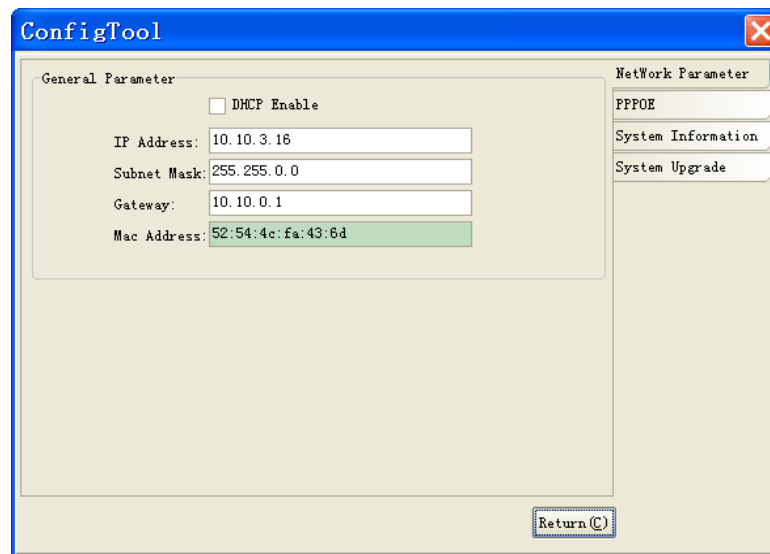 ConfigTool
General Parameter
DHCP Enable
IP Address: 10.10.3.16
Subnet Mask: 255.255.0.0
Gateway: 10.10.0.1
Mac Address: 52:54:4c:fa:43:6d
NetWork Parameter
PPPOE
System Information
System Upgrade
Return(C)